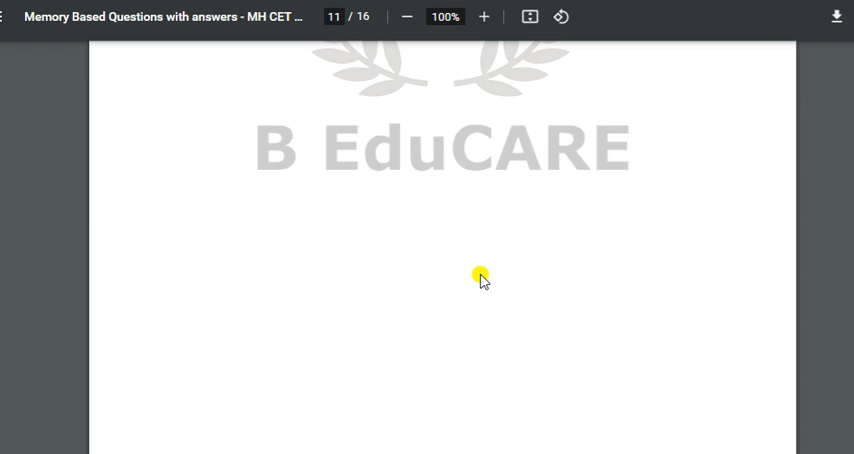 Memory Based Questions with answers - MH CET ... 11 / 16 100%
B EduCARE